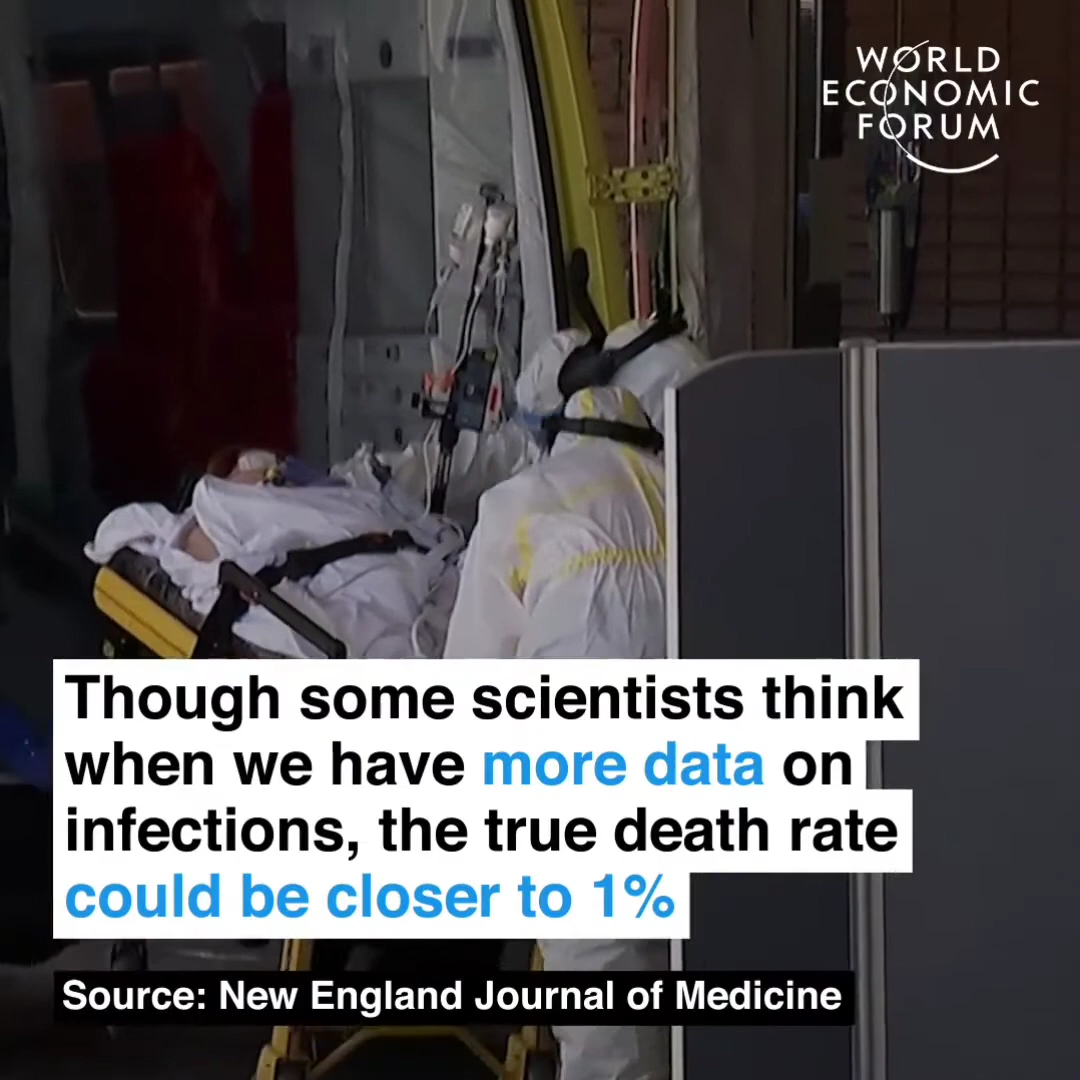 WORLD
ECONOMIC
FORUM
Though some scientists think
when we have more data on
infections, the true death rate
could be closer to 1%
Source: New England Journal of Medicine